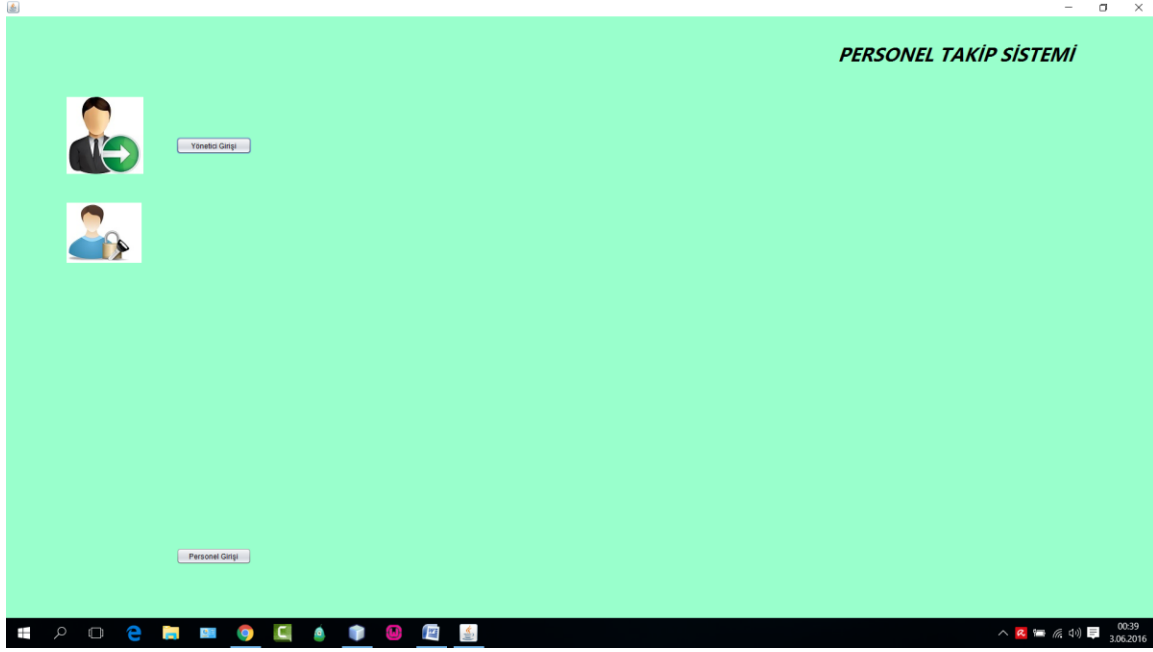 PERSONEL TAKİP SİSTEMİ
Yönetici Girişi
Personel Girişi
00:39
3.06.2016